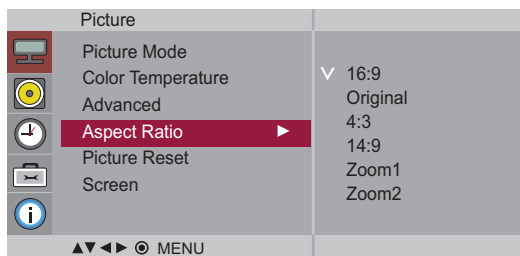 Picture
Picture Mode
Color Temperature
Advanced
Aspect Ratio
Picture Reset
Screen
16:9
Original
4:3
14:9
Zoom1
Zoom2
MENU